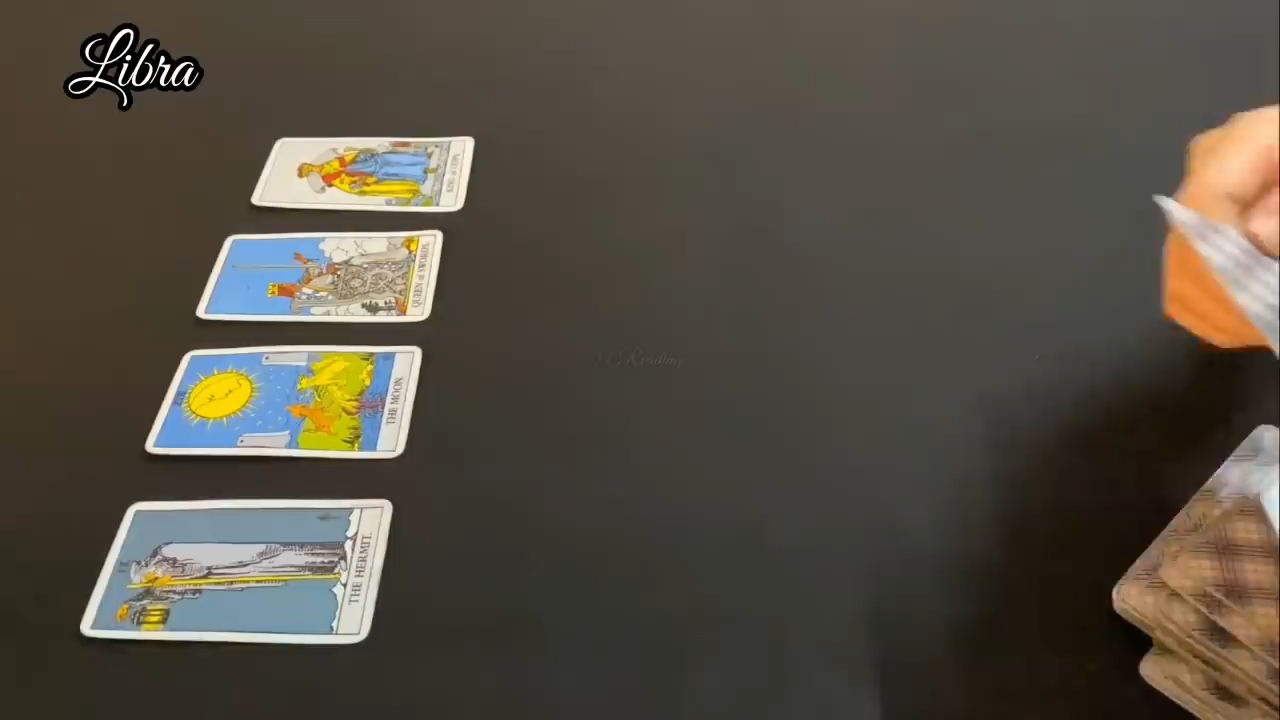 Libra
KING of CUPS.
QUEEN of SWORDS.
THE MOON.
THE HERMIT.